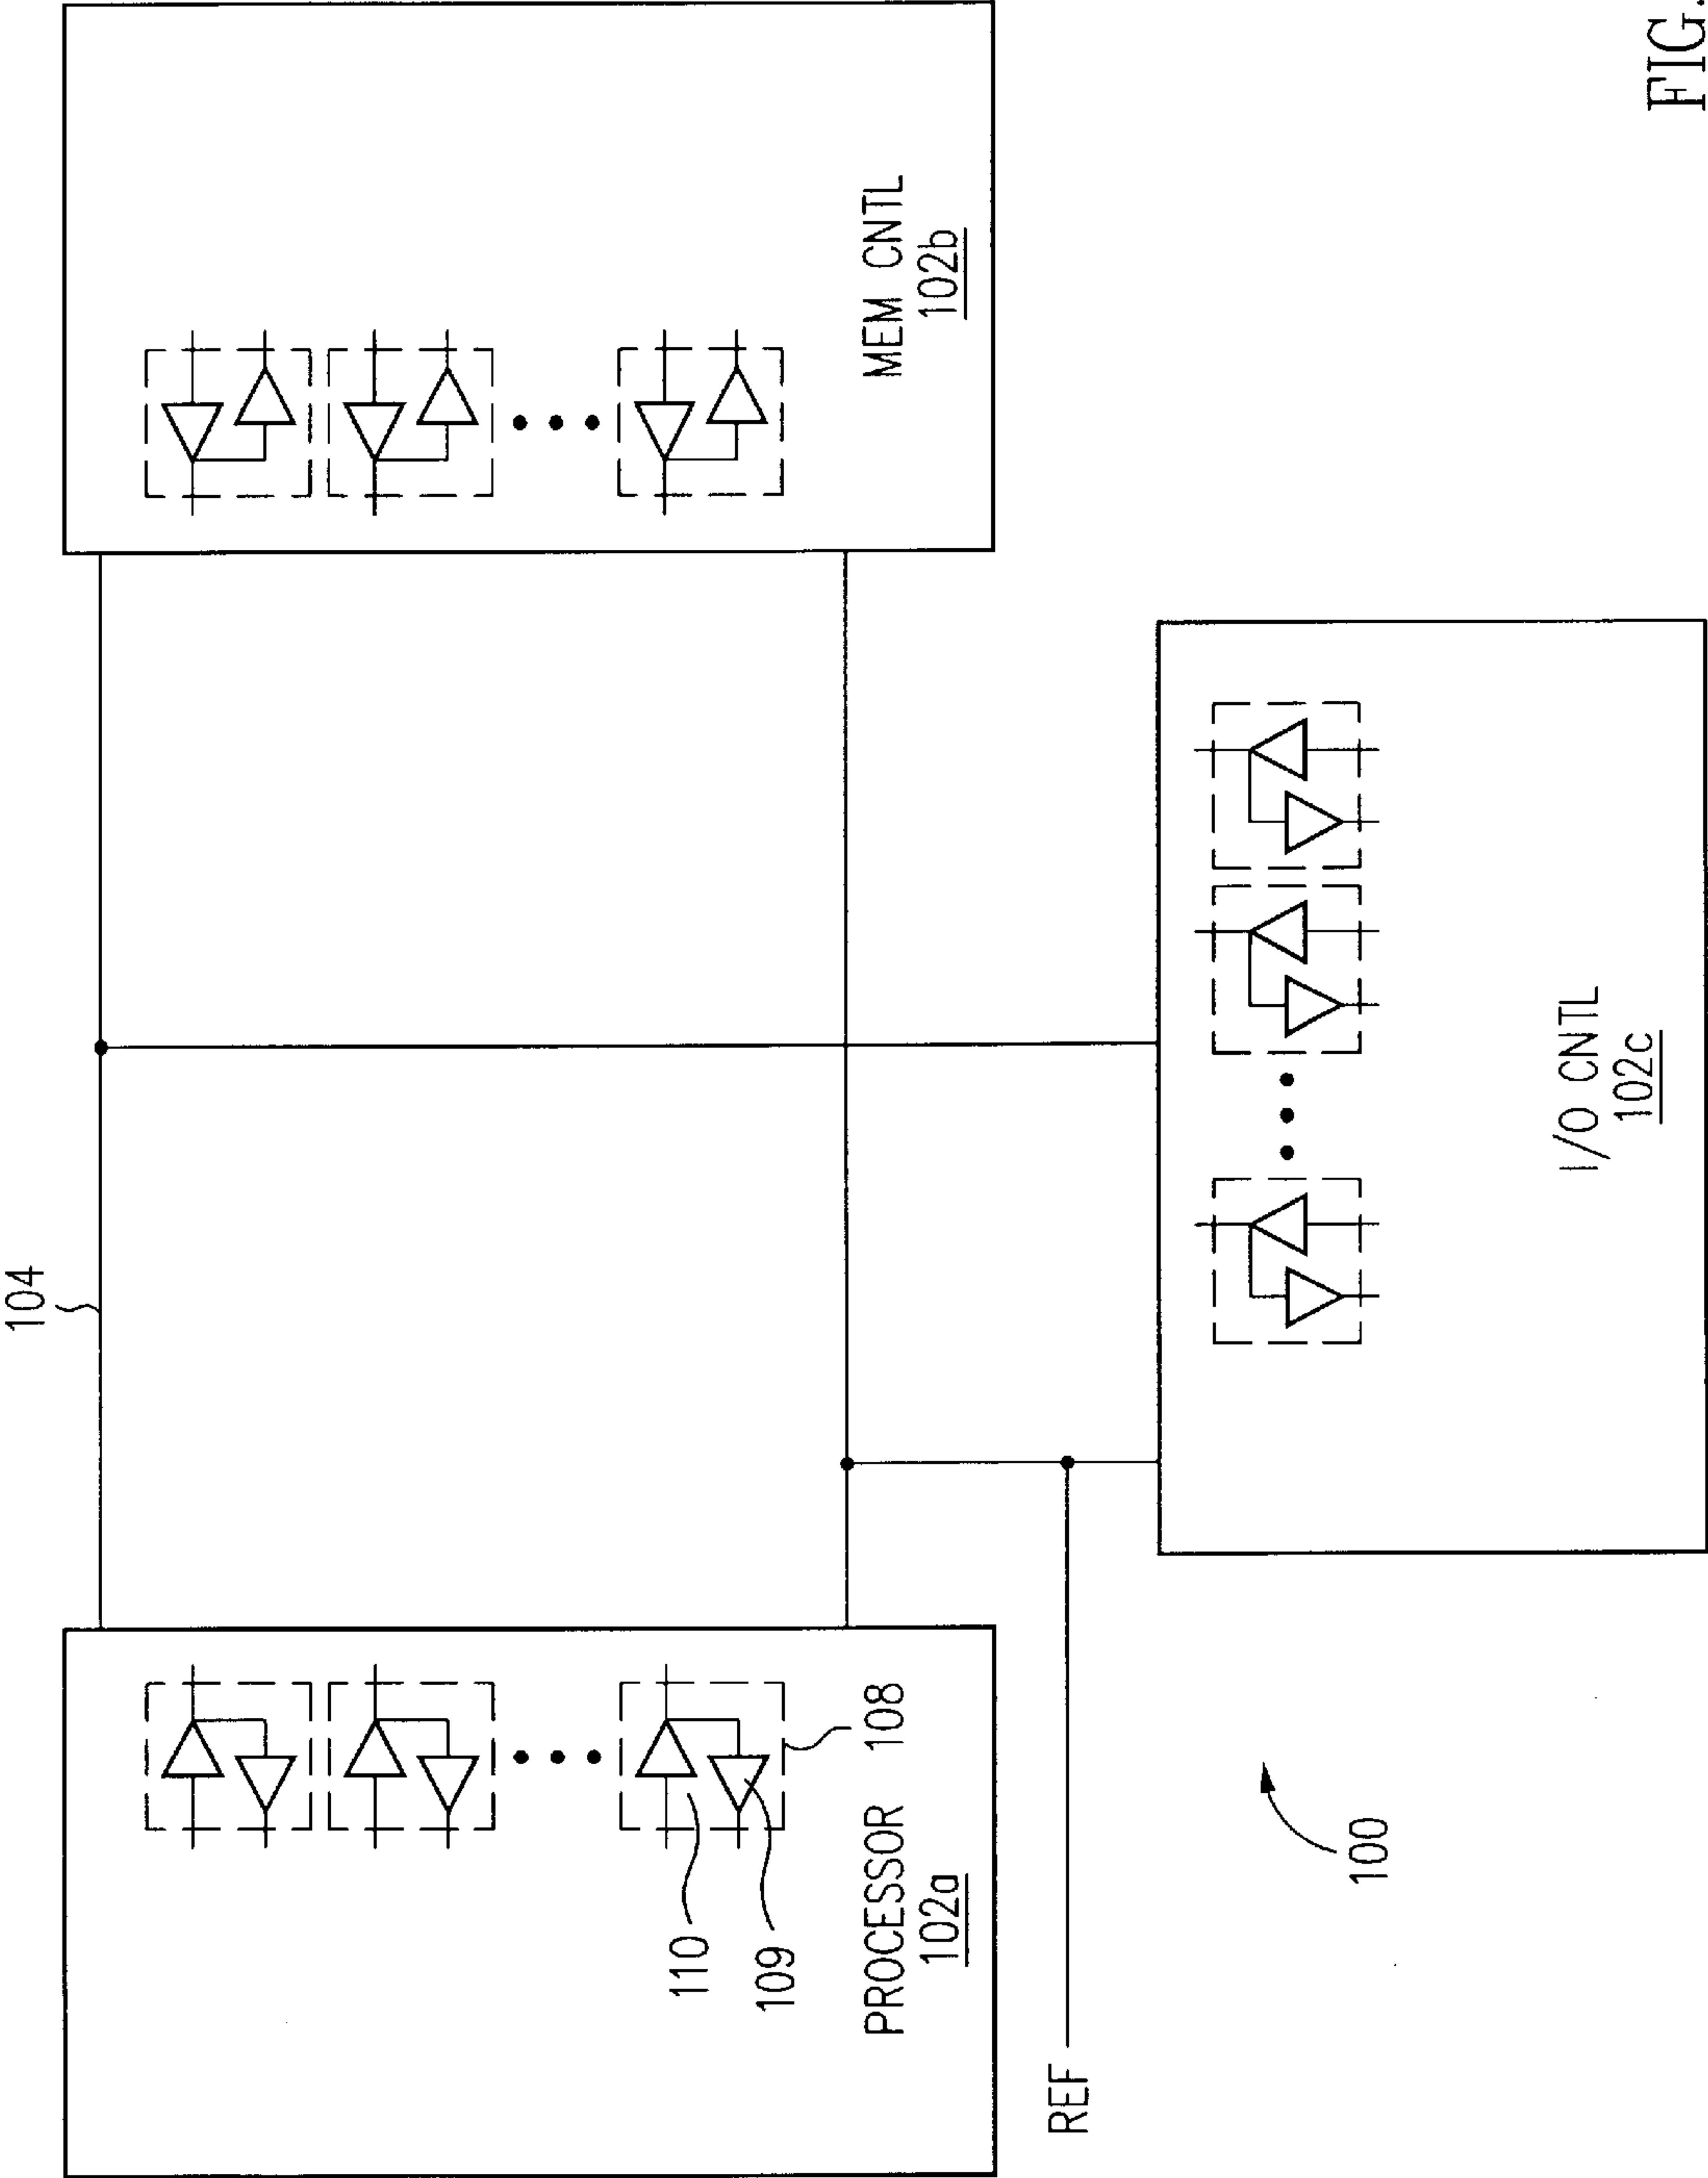 104
PROCESSOR
102a
108
110
109
MEM CNTL
102b
REF
I/O CNTL
102c
100
FIG.